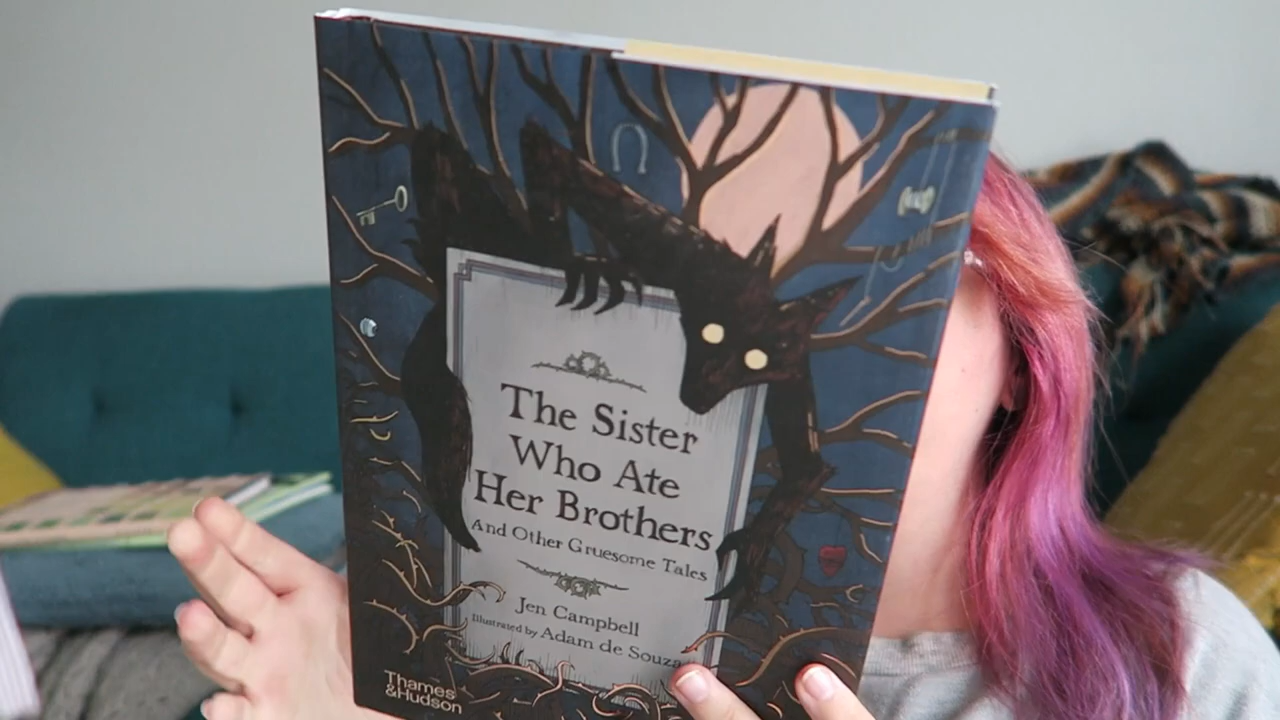 The Sister
Who Ate
Her Brothers
And Other Gruesome Tales
Jen Campbell
Illustrated by Adam de Souza
Thames
&Hudson